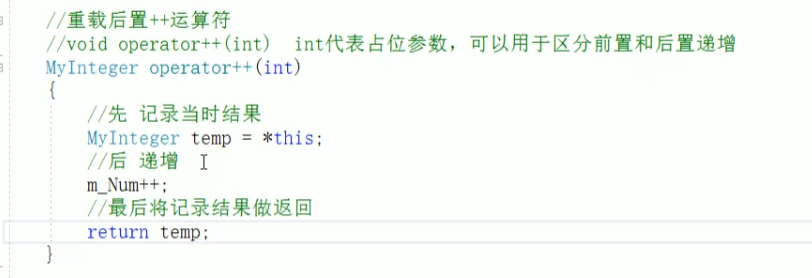 //重载后置++运算符
//void operator++(int)  int代表占位参数，可以用于区分前置和后置递增
MyInteger operator++(int)
{
//先 记录当时结果
MyInteger temp = *this;
//后 递增
m_Num++;
//最后将记录结果做返回
return temp;
}